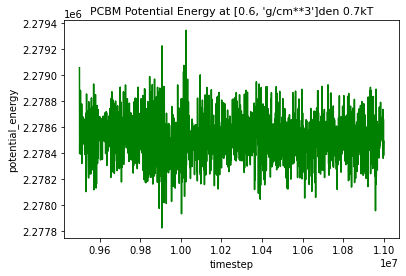 PCBM Potential Energy at [0.6, 'g/cm**3']den 0.7kT
1e6
2.2794
2.2792
2.2790
2.2788
2.2786
2.2784
2.2782
2.2780
2.2778
potential_energy
0.96 0.98 1.00 1.02 1.04 1.06 1.08 1.10
timestep
1e7